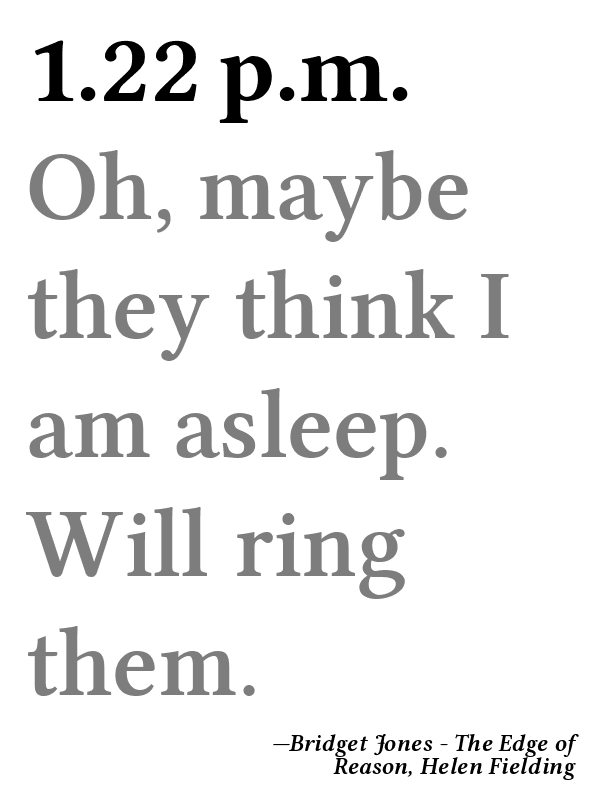 1.22 p.m.
Oh, maybe
they think I
am asleep.
Will ring
them.
—Bridget Jones - The Edge of
Reason, Helen Fielding